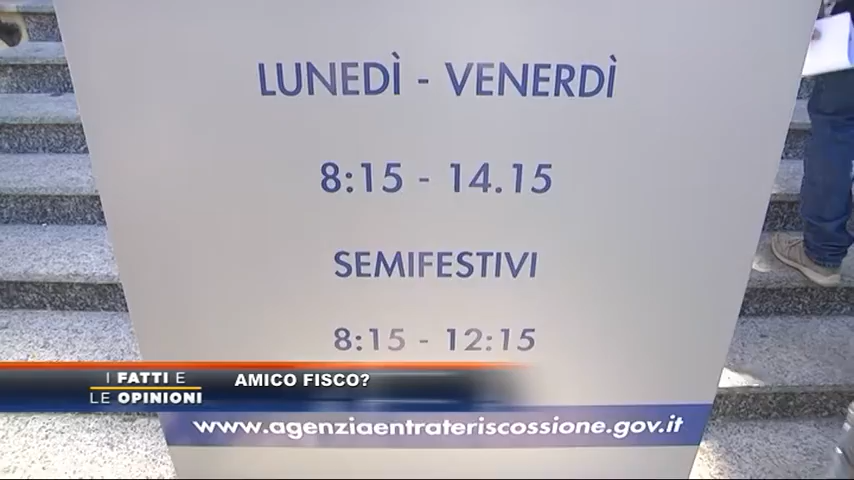 LUNEDÌ - VENERDÌ
8:15 - 14.15
SEMIFESTIVI
8:15 - 12:15
I FATTI E
LE OPINIONI
AMICO FISCO?
www.agenziaentrateriscossione.gov.it